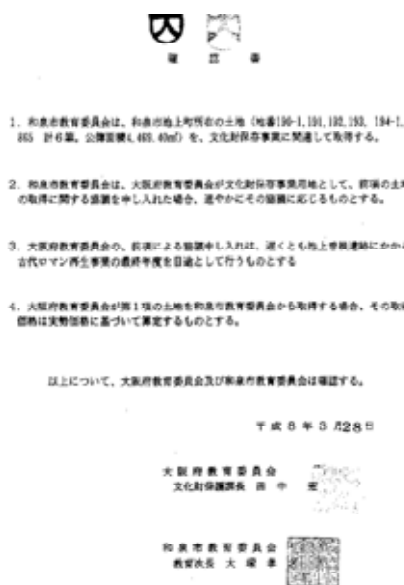 確認書
1. 和泉市教育委員会は、和泉市池上町所在の土地（地番190-1,191,192,193, 194-1,
865 計6筆。公簿面積4,469.40㎡）を、文化財保存事業に関連して取得する。
2. 和泉市教育委員会は、大阪府教育委員会が文化財保存事業用地として、前項の土地
の取得に関する協議を申し入れた場合、速やかにその協議に応じるものとする。
3. 大阪府教育委員会の、前項による協議申し入れは、遅くとも池上曽根遺跡にかかる
古代ロマン再生事業の最終年度を目途として行うものとする
4. 大阪府教育委員会が第1項の土地を和泉市教育委員会から取得する場合、その取得
価格は実勢価格に基づいて算定するものとする。
以上について、大阪府教育委員会及び和泉市教育委員会は確認する。
平成8年3月28日
大阪府教育委員会
文化財保護課長 田中
和泉市教育委員会
教育次長 大塚孝